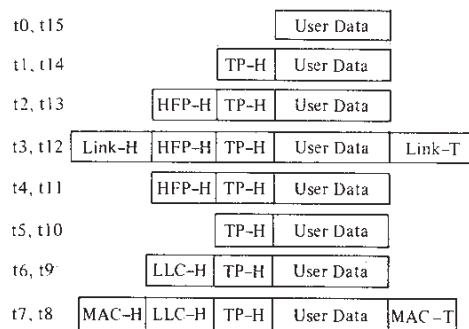 t0, t15 User Data
t1, t14 TP-H User Data
t2, t13 HFP-H TP-H User Data
t3, t12 Link-H HFP-H TP-H User Data Link-T
t4, t11 HFP-H TP-H User Data
t5, t10 TP-H User Data
t6, t9 LLC-H TP-H User Data
t7, t8 MAC-H LLC-H TP-H User Data MAC-T